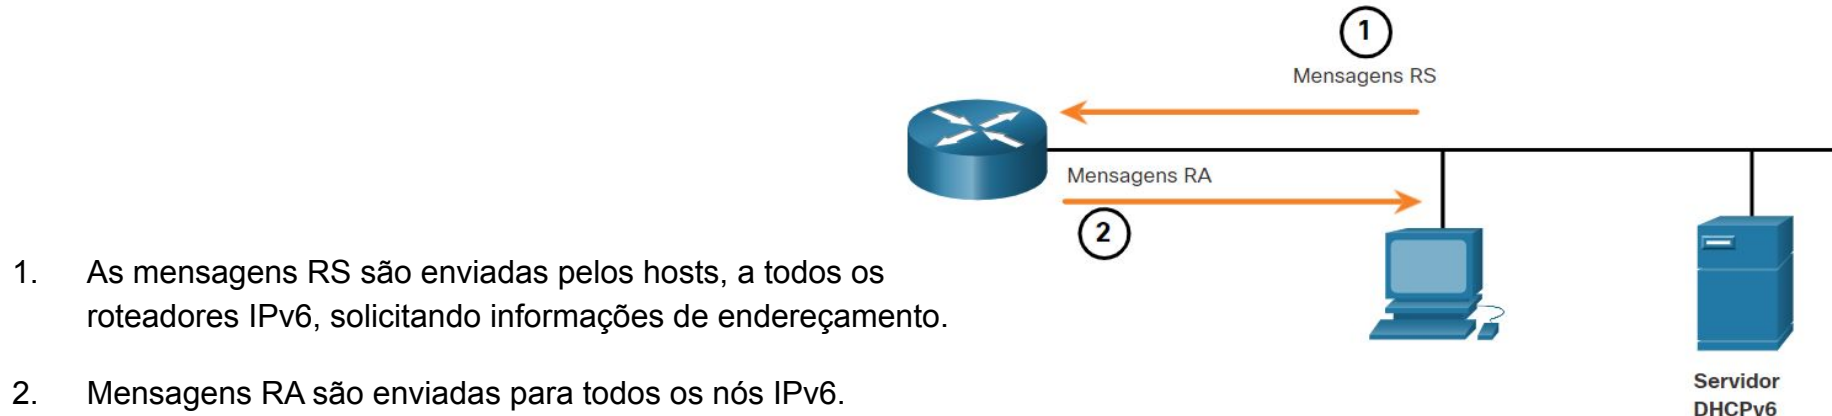 1
Mensagens RS
Mensagens RA
2
1. As mensagens RS são enviadas pelos hosts, a todos os
roteadores IPv6, solicitando informações de endereçamento.
2. Mensagens RA são enviadas para todos os nós IPv6.
Servidor
DHCPv6